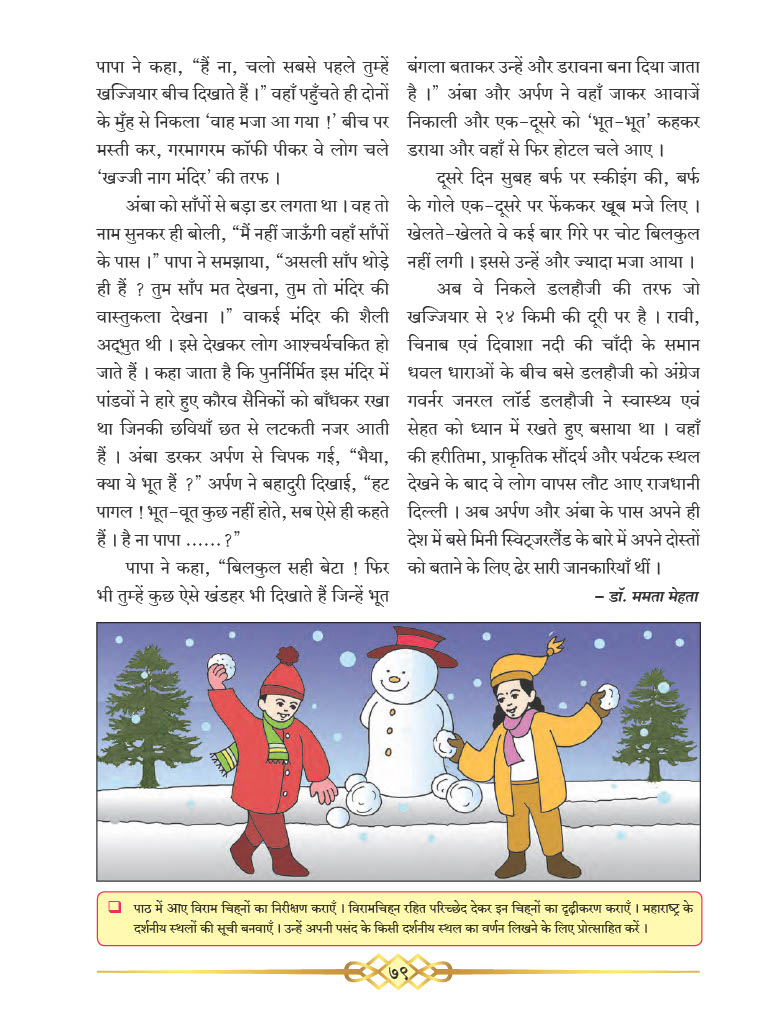 पापा ने कहा, “हैं ना, चलो सबसे पहले तुम्हें
खज्जियार बीच दिखाते हैं ।” वहाँ पहुँचते ही दोनों
के मुँह से निकला ‘वाह मजा आ गया !’ बीच पर
मस्ती कर, गरमागरम कॉफी पीकर वे लोग चले
‘खज्जी नाग मंदिर’ की तरफ ।
अंबा को साँपों से बड़ा डर लगता था । वह तो
नाम सुनकर ही बोली, “मैं नहीं जाऊँगी वहाँ साँपों
के पास ।” पापा ने समझाया, “असली साँप थोड़े
ही हैं ? तुम साँप मत देखना, तुम तो मंदिर की
वास्तुकला देखना ।” वाकई मंदिर की शैली
अद्भुत थी । इसे देखकर लोग आश्चर्यचकित हो
जाते हैं । कहा जाता है कि पुनर्निर्मित इस मंदिर में
पांडवों ने हारे हुए कौरव सैनिकों को बाँधकर रखा
था जिनकी छवियाँ छत से लटकती नजर आती
हैं । अंबा डरकर अर्पण से चिपक गई, “भैया,
क्या ये भूत हैं ?” अर्पण ने बहादुरी दिखाई, “हट
पागल ! भूत-वूत कुछ नहीं होते, सब ऐसे ही कहते
हैं । है ना पापा ......?”
पापा ने कहा, “बिलकुल सही बेटा ! फिर
भी तुम्हें कुछ ऐसे खंडहर भी दिखाते हैं जिन्हें भूत
बंगला बताकर उन्हें और डरावना बना दिया जाता
है ।” अंबा और अर्पण ने वहाँ जाकर आवाजें
निकाली और एक-दूसरे को ‘भूत-भूत’ कहकर
डराया और वहाँ से फिर होटल चले आए ।
दूसरे दिन सुबह बर्फ पर स्कीइंग की, बर्फ
के गोले एक-दूसरे पर फेंककर खूब मजे लिए ।
खेलते-खेलते वे कई बार गिरे पर चोट बिलकुल
नहीं लगी । इससे उन्हें और ज्यादा मजा आया ।
अब वे निकले डलहौजी की तरफ जो
खज्जियार से २४ किमी की दूरी पर है । रावी,
चिनाब एवं दिवाशा नदी की चाँदी के समान
धवल धाराओं के बीच बसे डलहौजी को अंग्रेज
गवर्नर जनरल लॉर्ड डलहौजी ने स्वास्थ्य एवं
सेहत को ध्यान में रखते हुए बसाया था । वहाँ
की हरीतिमा, प्राकृतिक सौंदर्य और पर्यटक स्थल
देखने के बाद वे लोग वापस लौट आए राजधानी
दिल्ली । अब अर्पण और अंबा के पास अपने ही
देश में बसे मिनी स्विट्जरलैंड के बारे में अपने दोस्तों
को बताने के लिए ढेर सारी जानकारियाँ थीं ।
– डॉ. ममता मेहता
❑ पाठ में आए विराम चिह्नों का निरीक्षण कराएँ । विरामचिह्न रहित परिच्छेद देकर इन चिह्नों का दृढ़ीकरण कराएँ । महाराष्ट्र के
दर्शनीय स्थलों की सूची बनवाएँ । उन्हें अपनी पसंद के किसी दर्शनीय स्थल का वर्णन लिखने के लिए प्रोत्साहित करें ।
७९